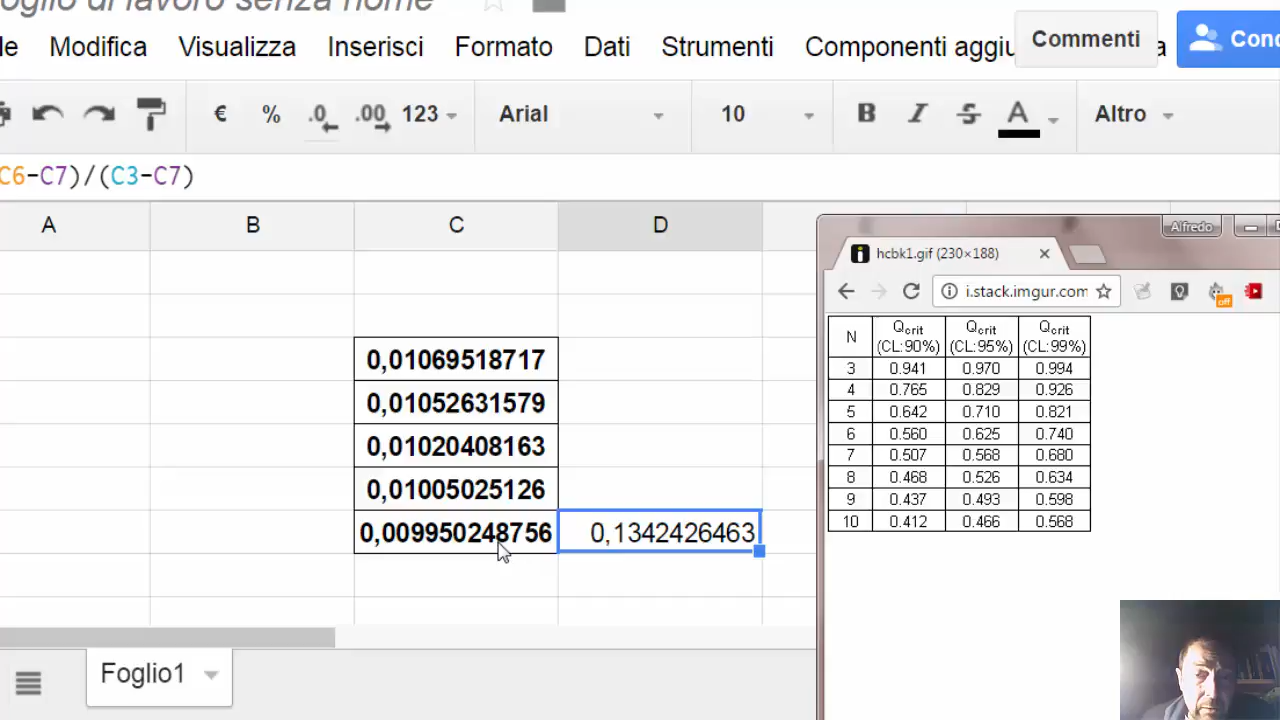 oglio di lavoro senza nome
le Modifica Visualizza Inserisci Formato Dati Strumenti Componenti aggiu a
Commenti
Cond
€ % .0 .00 123 Arial 10 B I S A Altro
C6-C7)/(C3-C7)
A B C D
0,01069518717
0,01052631579
0,01020408163
0,01005025126
0,009950248756 0,1342426463
Foglio1
Alfredo
hcbk1.gif (230×188)
i.stack.imgur.com
off
N Qcrit (CL:90%) Qcrit (CL:95%) Qcrit (CL:99%)
3 0.941 0.970 0.994
4 0.765 0.829 0.926
5 0.642 0.710 0.821
6 0.560 0.625 0.740
7 0.507 0.568 0.680
8 0.468 0.526 0.634
9 0.437 0.493 0.598
10 0.412 0.466 0.568